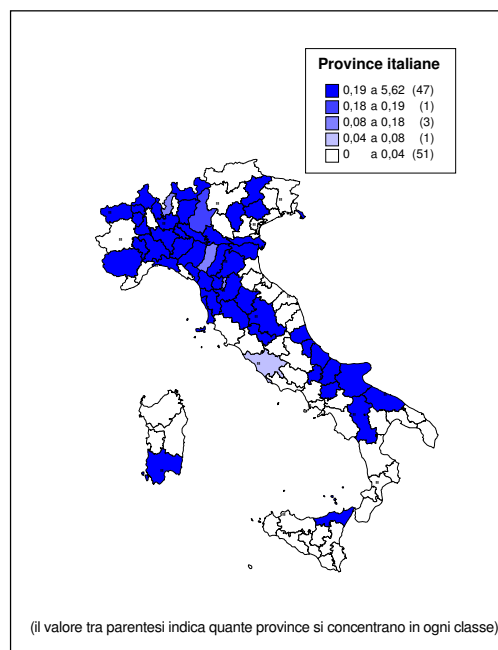 Province italiane
0,19 a 5,62 (47)
0,18 a 0,19 (1)
0,08 a 0,18 (3)
0,04 a 0,08 (1)
0 a 0,04 (51)
(il valore tra parentesi indica quante province si concentrano in ogni classe)